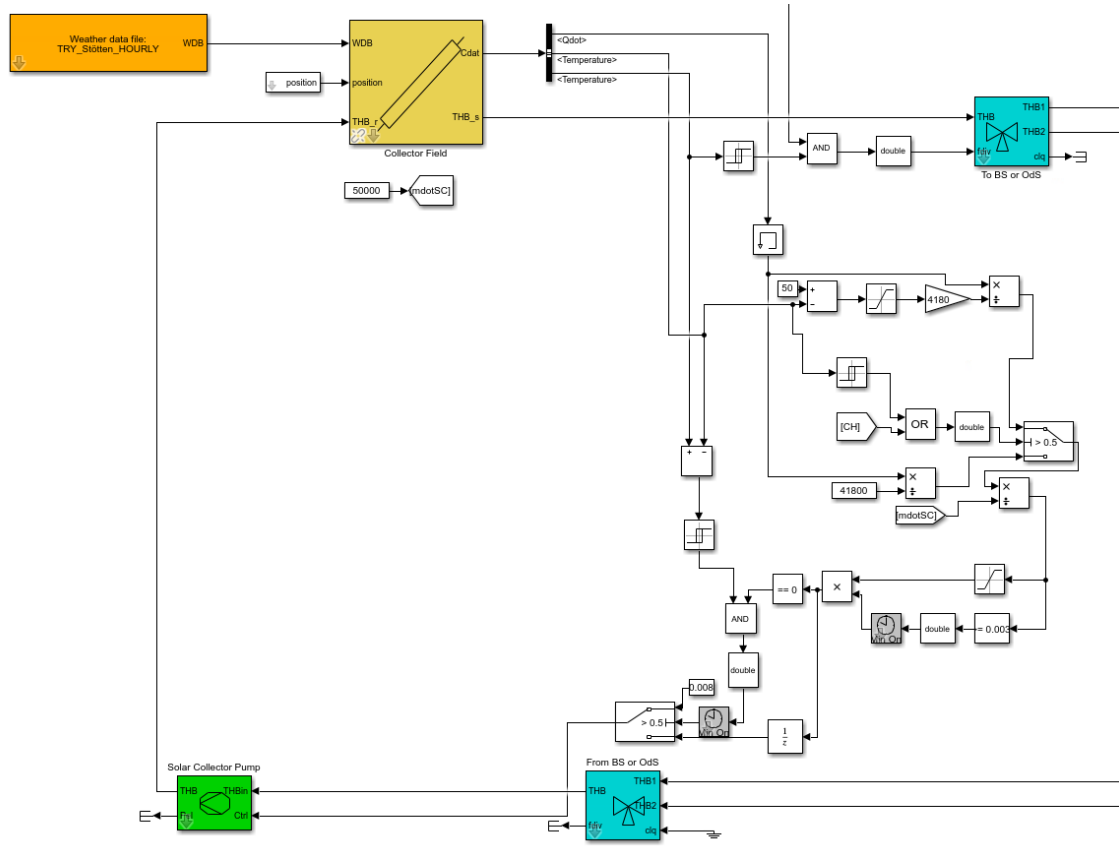 Weather data file:
TRY_Stötten_HOURLY
WDB
WDB
position
position
THB_r
Cdat
THB_s
Collector Field
50000
[mdotSC]
<Qdot>
<Temperature>
<Temperature>
AND
double
THB
fdiv
THB1
THB2
clq
To BS or OdS
50
+
−
4180
×
÷
[CH]
OR
double
> 0.5
41800
×
÷
[mdotSC]
×
÷
+ −
== 0
×
AND
Min On
double
= 0.003
double
0.008
> 0.5
Min On
1
z
Solar Collector Pump
THB
THBin
Ctrl
From BS or OdS
THB
fdiv
THB1
THB2
clq